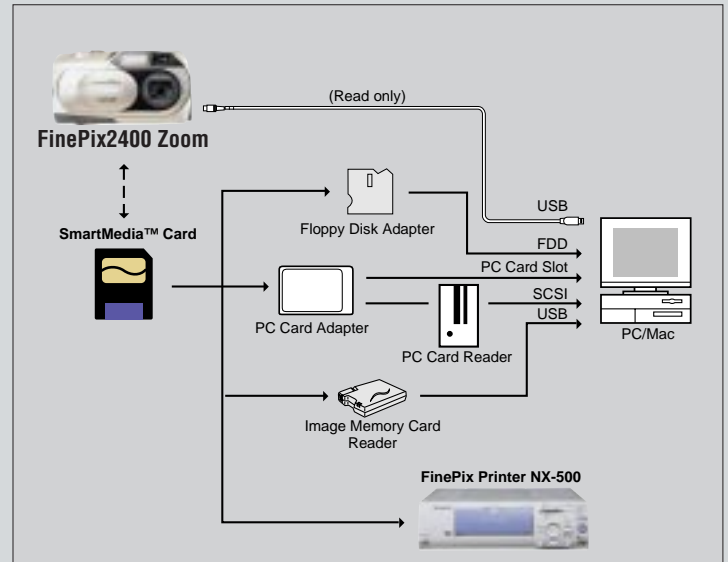 (Read only)
FinePix2400 Zoom
SmartMedia™ Card
Floppy Disk Adapter
USB
FDD
PC Card Slot
SCSI
USB
PC/Mac
PC Card Adapter
PC Card Reader
Image Memory Card
Reader
FinePix Printer NX-500